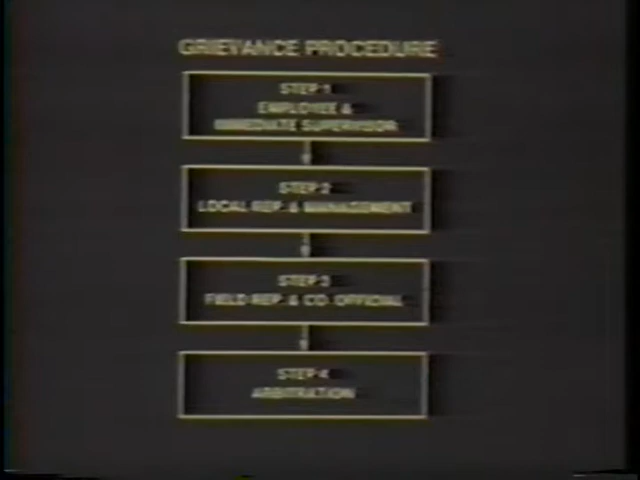 GRIEVANCE PROCEDURE
STEP 1
EMPLOYEE &
IMMEDIATE SUPERVISOR
STEP 2
LOCAL REP. & MANAGEMENT
STEP 3
FIELD REP. & CO. OFFICIAL
STEP 4
ARBITRATION